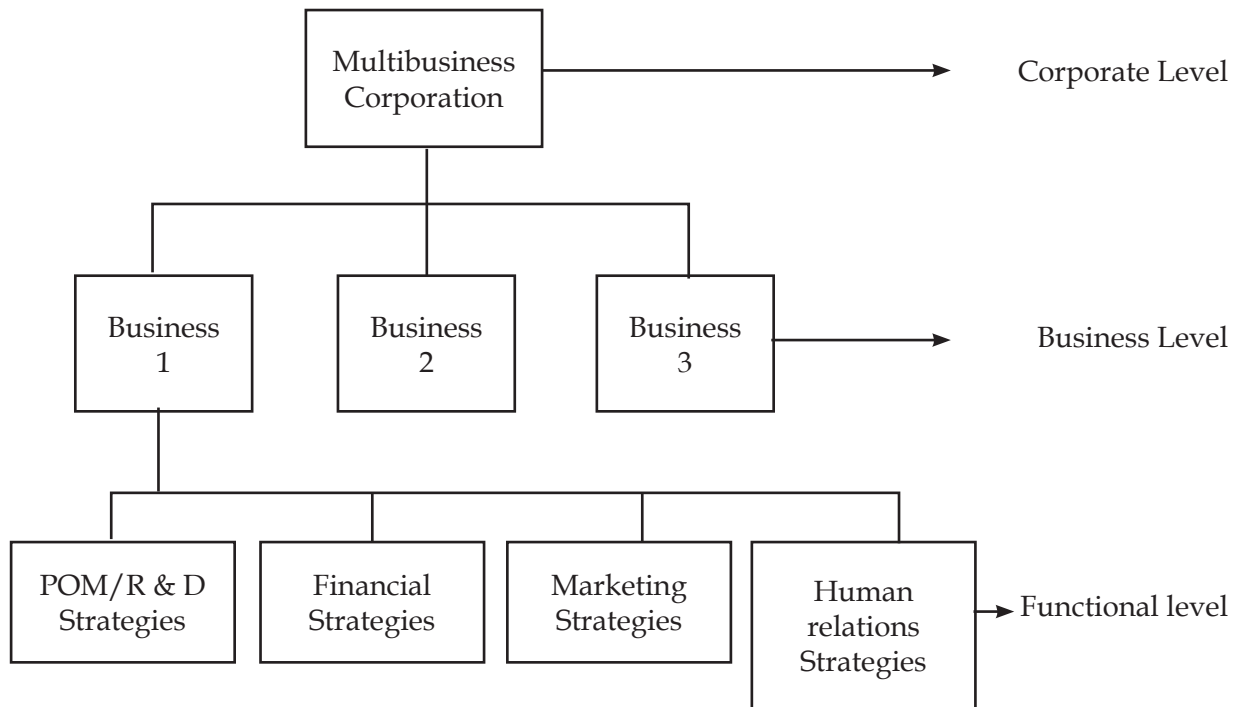 Multibusiness
Corporation
Corporate Level
Business
1
Business
2
Business
3
Business Level
POM/R & D
Strategies
Financial
Strategies
Marketing
Strategies
Human
relations
Strategies
Functional level